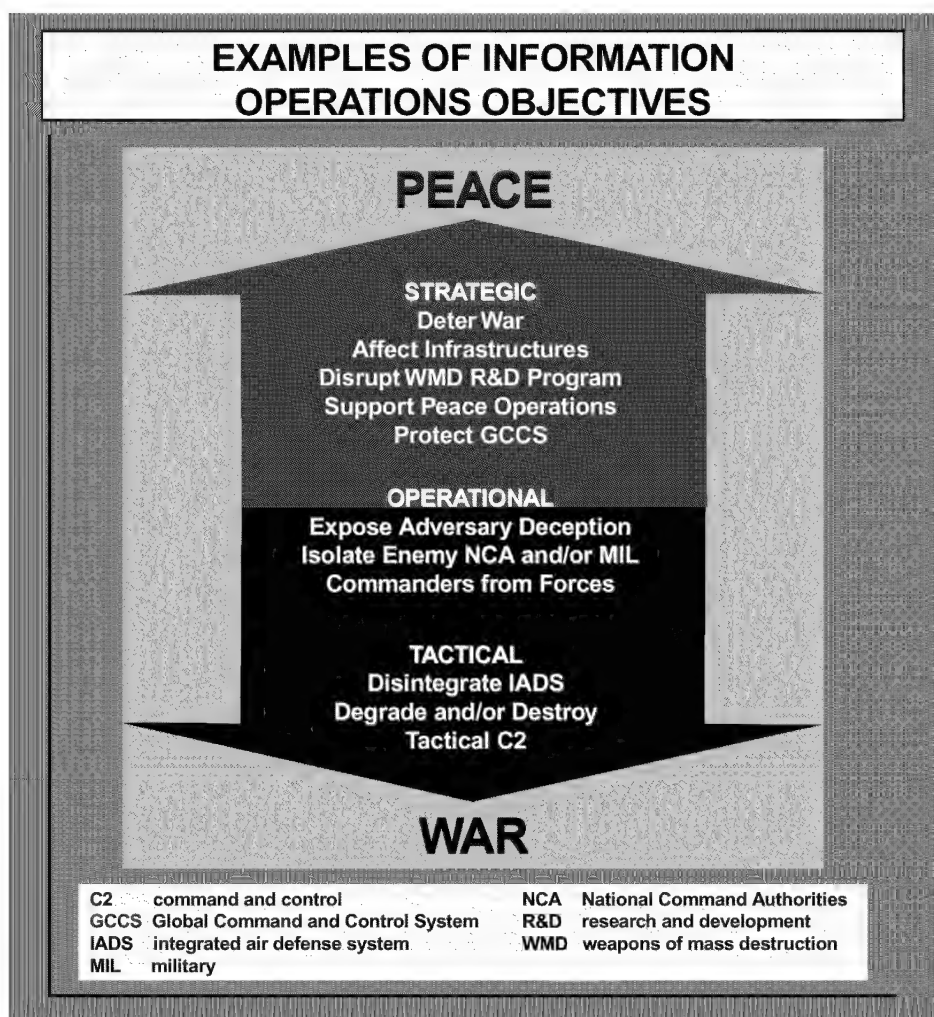 EXAMPLES OF INFORMATION
OPERATIONS OBJECTIVES
PEACE
STRATEGIC
Deter War
Affect Infrastructures
Disrupt WMD R&D Program
Support Peace Operations
Protect GCCS
OPERATIONAL
Expose Adversary Deception
Isolate Enemy NCA and/or MIL
Commanders from Forces
TACTICAL
Disintegrate IADS
Degrade and/or Destroy
Tactical C2
WAR
C2 command and control
GCCS Global Command and Control System
IADS integrated air defense system
MIL military
NCA National Command Authorities
R&D research and development
WMD weapons of mass destruction